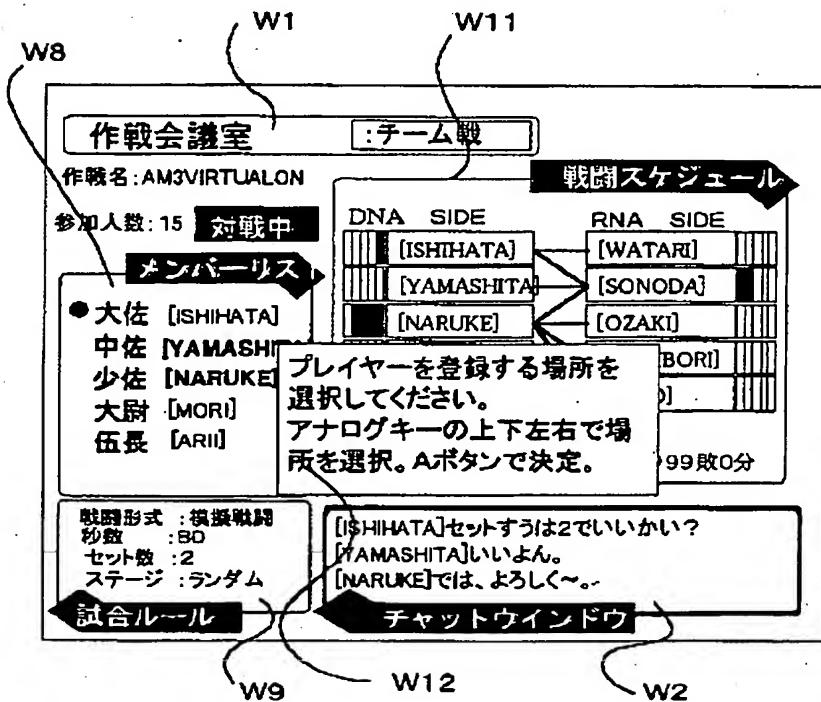 W1
W11
W8
作戦会議室 :チーム戦
作戦名:AM3VIRTUALON
戦闘スケジュール
参加人数:15 対戦中
DNA SIDE RNA SIDE
メンバーリスト
[ISHIHATA] [WATARI]
[YAMASHITA] [SONODA]
[NARUKE] [OZAKI]
BORI]
●大佐 [ISHIHATA]
中佐 [YAMASHI
少佐 [NARUKE]
大尉 [MORI]
伍長 [ARII]
プレイヤーを登録する場所を
選択してください。
アナログキーの上下左右で場
所を選択。Aボタンで決定。
99敗0分
戦闘形式 :模擬戦闘
秒数 :80
セット数 :2
ステージ :ランダム
試合ルール
[ISHIHATA]セットすうは2でいいかい?
[YAMASHITA]いいよん。
[NARUKE]では、よろしく~。
チャットウインドウ
W9
W12
W2